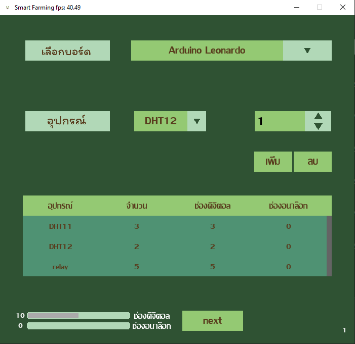 Smart Farming fps: 40.49
เลือกบอร์ด Arduino Leonardo
อุปกรณ์ DHT12 1
เพิ่ม ลบ
อุปกรณ์ จำนวน ช่องดิจิตอล ช่องอนาล็อก
DHT11 3 3 0
DHT12 2 2 0
relay 5 5 0
10 ช่องดิจิตอล
0 ช่องอนาล็อก
next
1